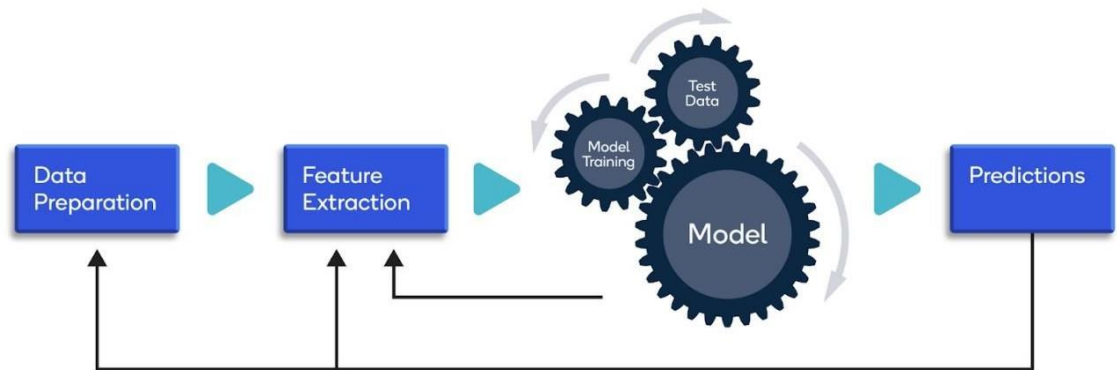 Data
Preparation
Feature
Extraction
Model
Training
Test
Data
Model
Predictions